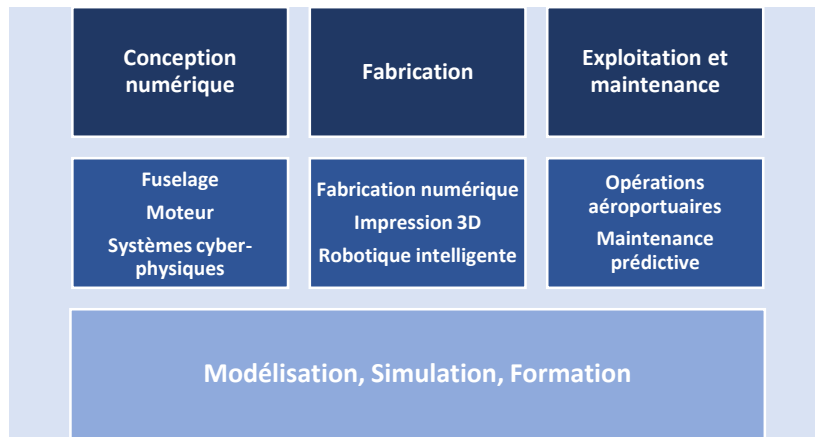 Conception
numérique
Fabrication
Exploitation et
maintenance
Fuselage
Moteur
Systèmes cyber-
physiques
Fabrication numérique
Impression 3D
Robotique intelligente
Opérations
aéroportuaires
Maintenance
prédictive
Modélisation, Simulation, Formation